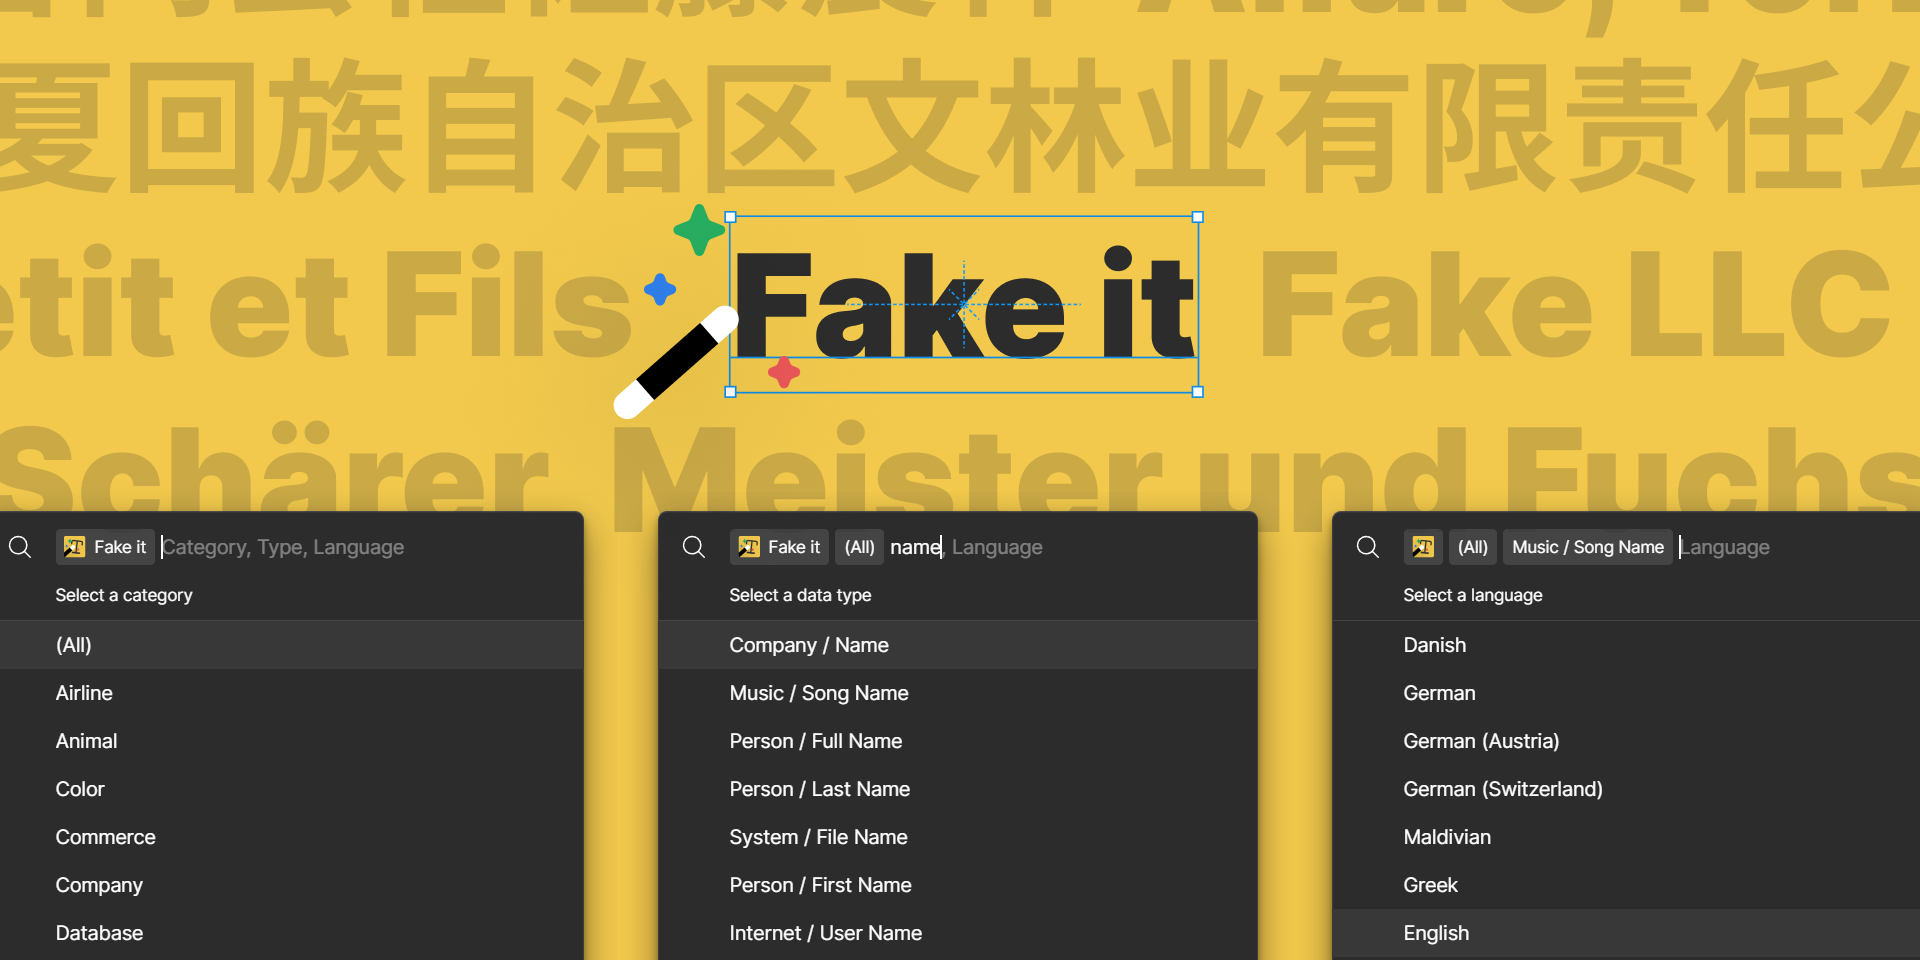 夏回族自治区文林业有限责任公
etit et Fils Fake it Fake LLC
Schärer, Meister und Fuchs
Fake it Category, Type, Language
Select a category
(All)
Airline
Animal
Color
Commerce
Company
Database
Fake it (All) name, Language
Select a data type
Company / Name
Music / Song Name
Person / Full Name
Person / Last Name
System / File Name
Person / First Name
Internet / User Name
(All) Music / Song Name Language
Select a language
Danish
German
German (Austria)
German (Switzerland)
Maldivian
Greek
English